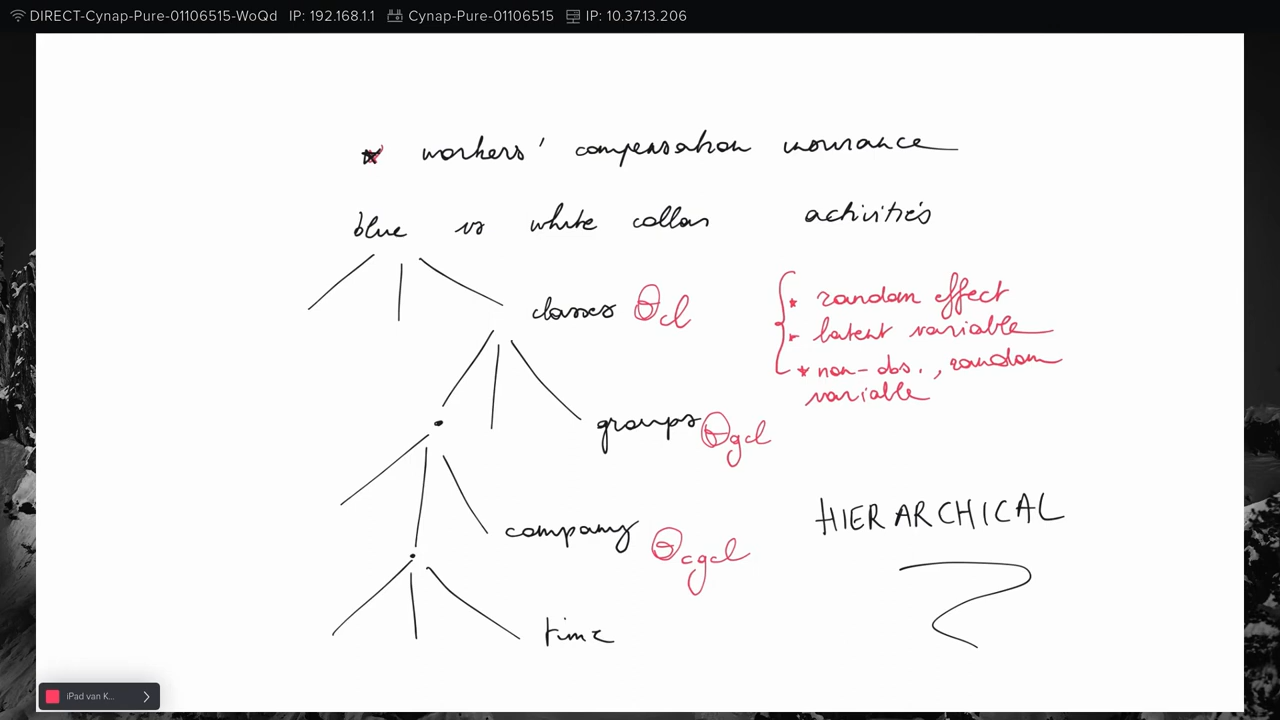 DIRECT-Cynap-Pure-01106515-WoQd IP: 192.168.1.1 Cynap-Pure-01106515 IP: 10.37.13.206
* workers' compensation insurance
blue vs white collar activities
classes Θcl
* random effect
* latent variable
* non-obs., random
variable
groups Θgcl
HIERARCHICAL
company Θcgcl
time
iPad van K...